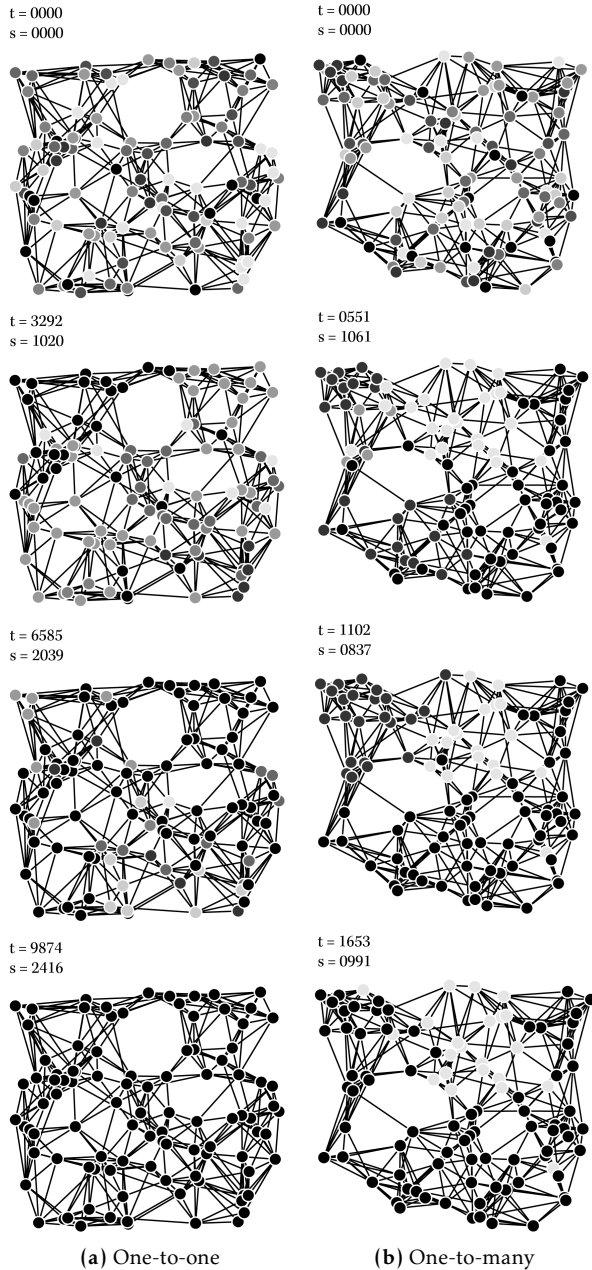 t = 0000
s = 0000
t = 0000
s = 0000
t = 3292
s = 1020
t = 0551
s = 1061
t = 6585
s = 2039
t = 1102
s = 0837
t = 9874
s = 2416
t = 1653
s = 0991
(a) One-to-one
(b) One-to-many